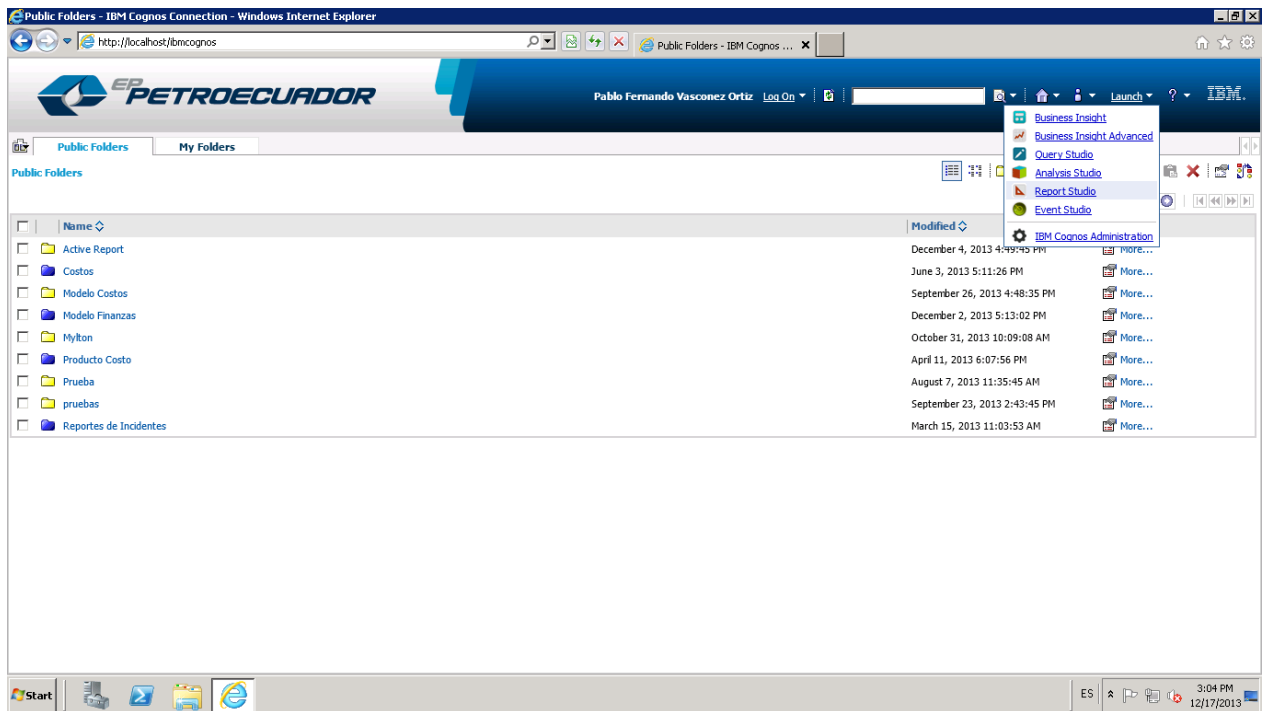 Public Folders - IBM Cognos Connection - Windows Internet Explorer
http://localhost/ibmcognos
Public Folders - IBM Cognos ...
EP PETROECUADOR
Pablo Fernando Vasconez Ortiz Log On Launch ? IBM.
Business Insight
Business Insight Advanced
Query Studio
Analysis Studio
Report Studio
Event Studio
IBM Cognos Administration
Public Folders My Folders
Public Folders
Name Modified
Active Report December 4, 2013 4:49:45 PM More...
Costos June 3, 2013 5:11:26 PM More...
Modelo Costos September 26, 2013 4:48:35 PM More...
Modelo Finanzas December 2, 2013 5:13:02 PM More...
Mylton October 31, 2013 10:09:08 AM More...
Producto Costo April 11, 2013 6:07:56 PM More...
Prueba August 7, 2013 11:35:45 AM More...
pruebas September 23, 2013 2:43:45 PM More...
Reportes de Incidentes March 15, 2013 11:03:53 AM More...
Start ES 3:04 PM
12/17/2013